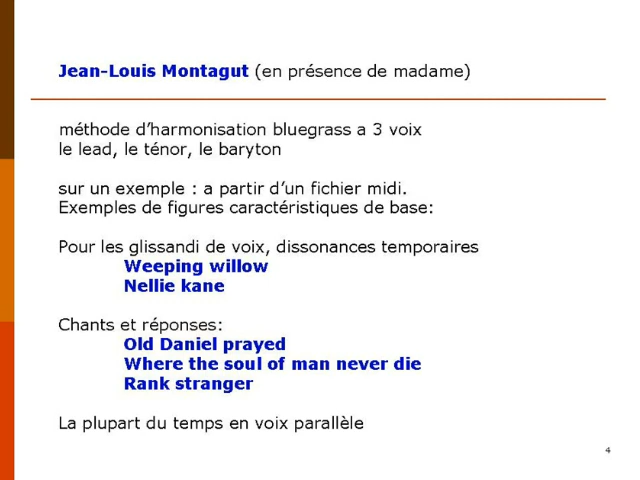 Jean-Louis Montagut (en présence de madame)
méthode d'harmonisation bluegrass a 3 voix
le lead, le ténor, le baryton
sur un exemple : a partir d'un fichier midi.
Exemples de figures caractéristiques de base:
Pour les glissandi de voix, dissonances temporaires
Weeping willow
Nellie kane
Chants et réponses:
Old Daniel prayed
Where the soul of man never die
Rank stranger
La plupart du temps en voix parallèle
4